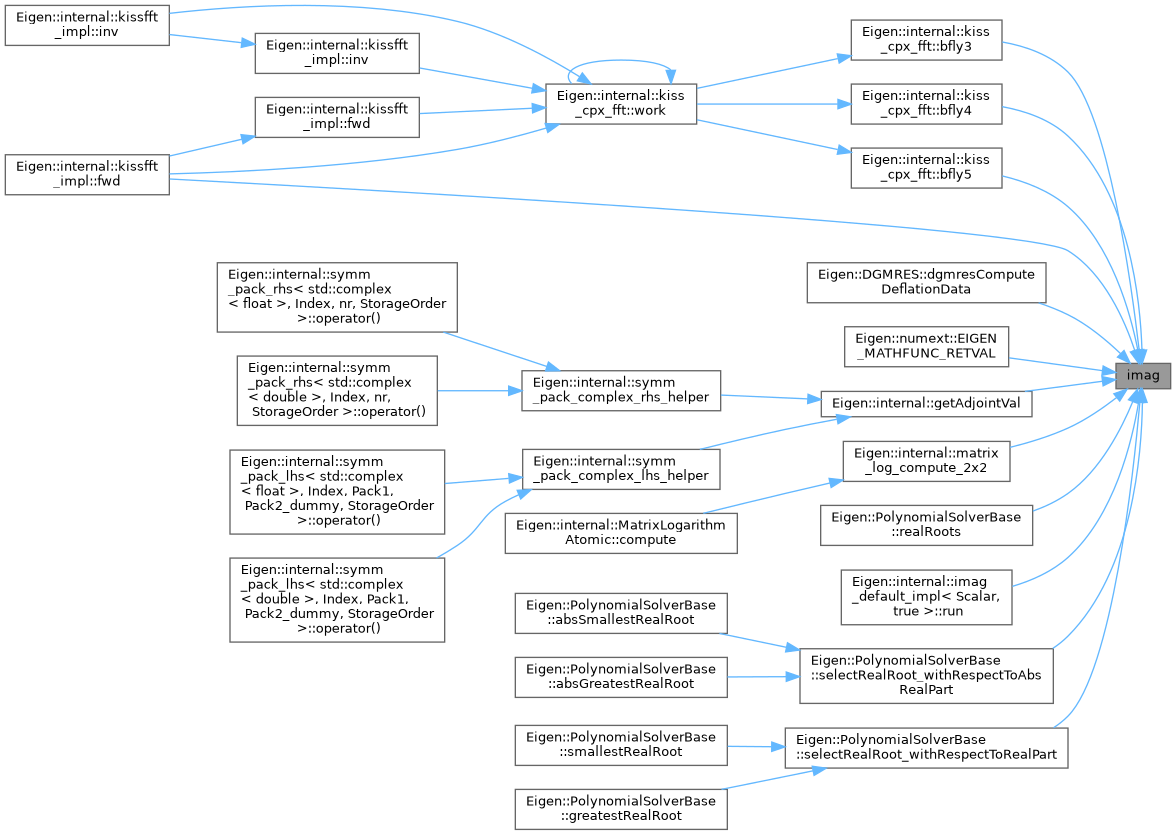 Eigen::internal::kissfft
_impl::inv
Eigen::internal::kissfft
_impl::inv
Eigen::internal::kissfft
_impl::fwd
Eigen::internal::kissfft
_impl::fwd
Eigen::internal::kiss
_cpx_fft::work
Eigen::internal::kiss
_cpx_fft::bfly3
Eigen::internal::kiss
_cpx_fft::bfly4
Eigen::internal::kiss
_cpx_fft::bfly5
Eigen::internal::symm
_pack_rhs< std::complex
< float >, Index, nr, StorageOrder
>::operator()
Eigen::internal::symm
_pack_rhs< std::complex
< double >, Index, nr,
StorageOrder >::operator()
Eigen::internal::symm
_pack_lhs< std::complex
< float >, Index, Pack1,
Pack2_dummy, StorageOrder
>::operator()
Eigen::internal::symm
_pack_lhs< std::complex
< double >, Index, Pack1,
Pack2_dummy, StorageOrder
>::operator()
Eigen::internal::symm
_pack_complex_rhs_helper
Eigen::internal::symm
_pack_complex_lhs_helper
Eigen::internal::MatrixLogarithm
Atomic::compute
Eigen::PolynomialSolverBase
::absSmallestRealRoot
Eigen::PolynomialSolverBase
::absGreatestRealRoot
Eigen::PolynomialSolverBase
::smallestRealRoot
Eigen::PolynomialSolverBase
::greatestRealRoot
Eigen::DGMRES::dgmresCompute
DeflationData
Eigen::numext::EIGEN
_MATHFUNC_RETVAL
Eigen::internal::getAdjointVal
Eigen::internal::matrix
_log_compute_2x2
Eigen::PolynomialSolverBase
::realRoots
Eigen::internal::imag
_default_impl< Scalar,
true >::run
Eigen::PolynomialSolverBase
::selectRealRoot_withRespectToAbs
RealPart
Eigen::PolynomialSolverBase
::selectRealRoot_withRespectToRealPart
imag